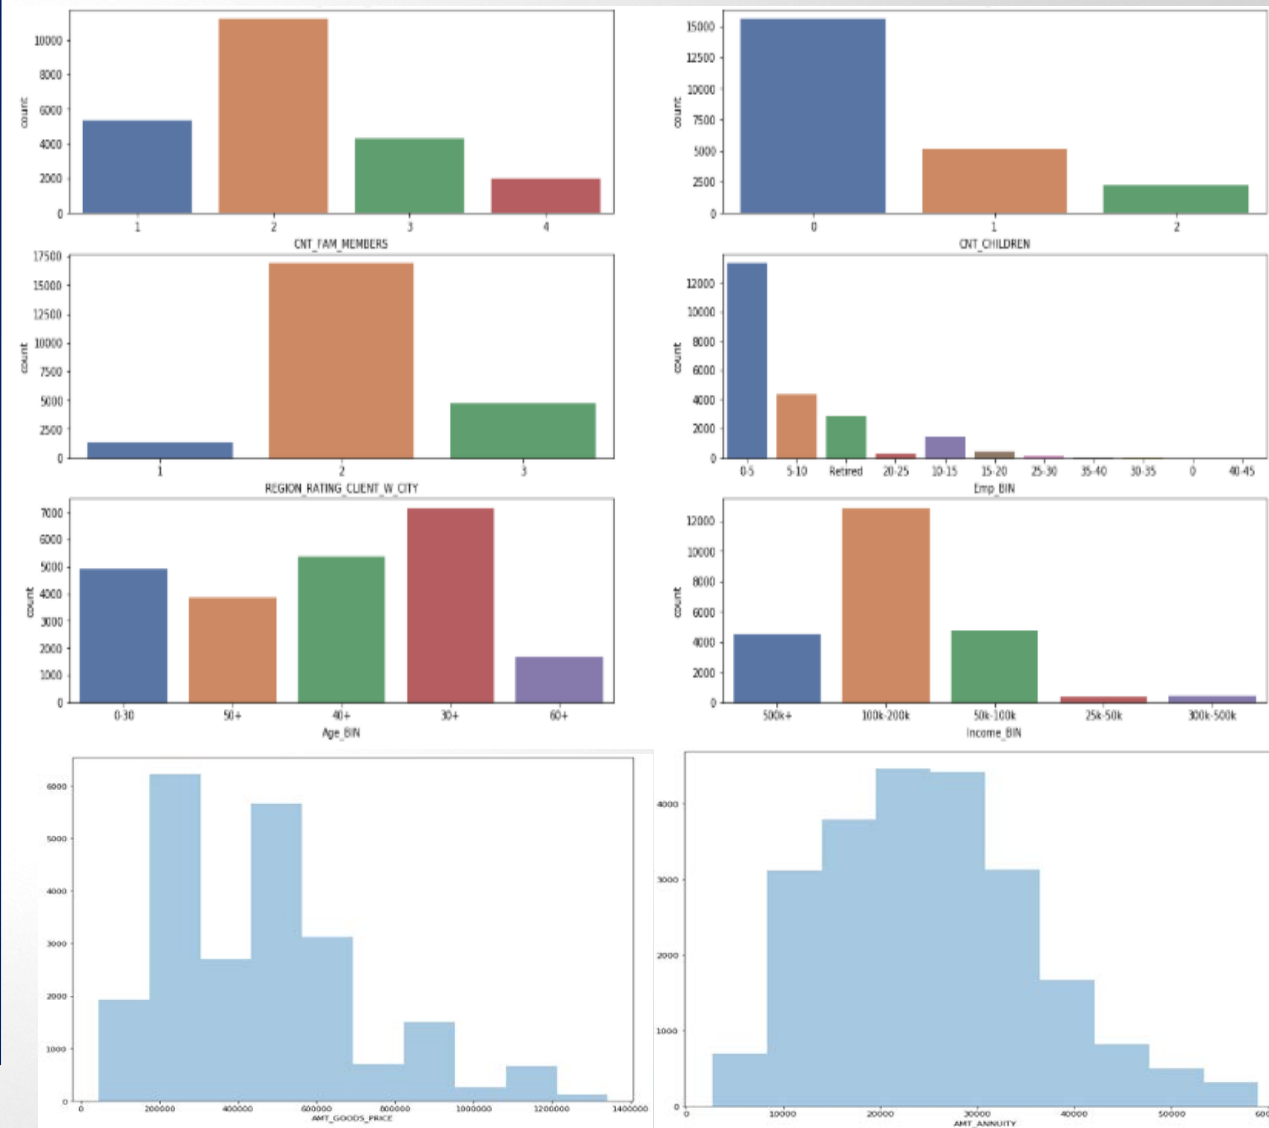 10000
8000
6000
4000
2000
0
count
1 2 3 4
CNT_FAM_MEMBERS
15000
12500
10000
7500
5000
2500
0
count
0 1 2
CNT_CHILDREN
17500
15000
12500
10000
7500
5000
2500
0
count
1 2 3
REGION_RATING_CLIENT_W_CITY
12000
10000
8000
6000
4000
2000
0
count
0-5 5-10 Retired 20-25 10-15 15-20 25-30 35-40 30-35 0 40-45
Emp_BIN
7000
6000
5000
4000
3000
2000
1000
0
count
0-30 50+ 40+ 30+ 60+
Age_BIN
12000
10000
8000
6000
4000
2000
0
count
500k+ 100k-200k 50k-100k 25k-50k 300k-500k
Income_BIN
6000
5000
4000
3000
2000
1000
0
0 200000 400000 600000 800000 1000000 1200000 1400000
AMT_GOODS_PRICE
4000
3000
2000
1000
0
0 10000 20000 30000 40000 50000
AMT_ANNUITY